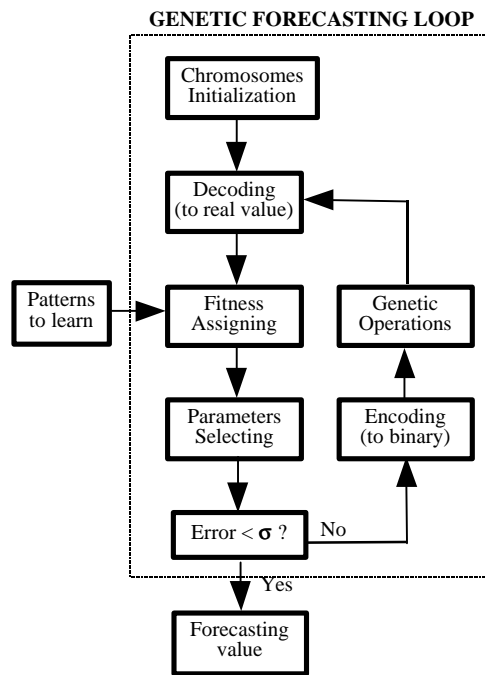 GENETIC FORECASTING LOOP
Chromosomes
Initialization
Decoding
(to real value)
Patterns
to learn
Fitness
Assigning
Genetic
Operations
Parameters
Selecting
Encoding
(to binary)
Error < σ ?
No
Yes
Forecasting
value